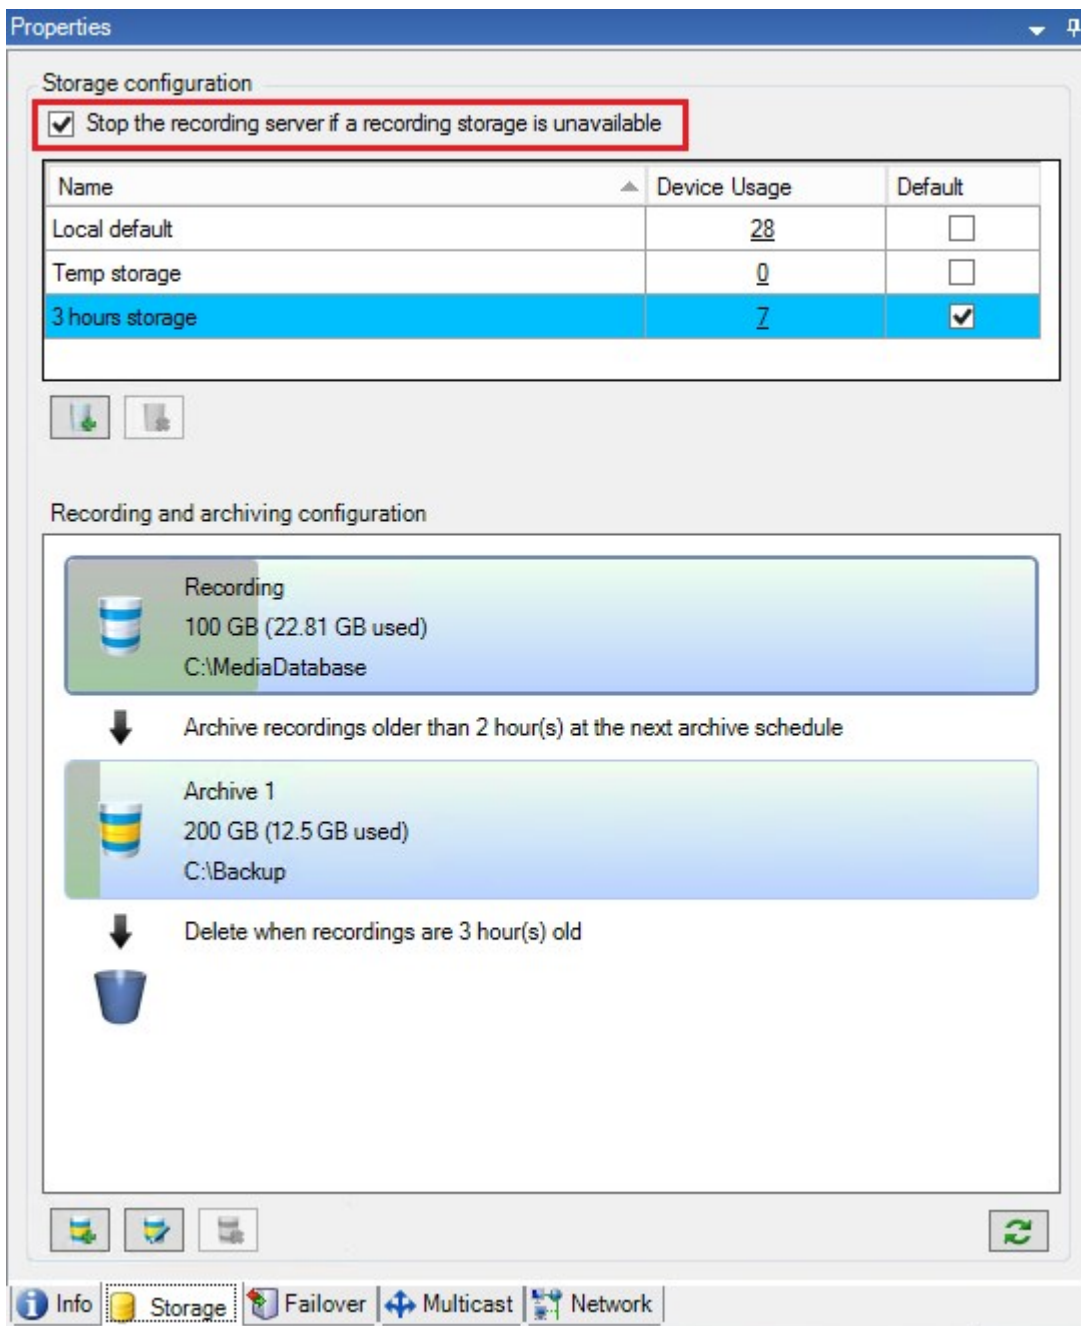 Properties
Storage configuration
Stop the recording server if a recording storage is unavailable
Name Device Usage Default
Local default 28
Temp storage 0
3 hours storage 7
Recording and archiving configuration
Recording
100 GB (22.81 GB used)
C:\MediaDatabase
Archive recordings older than 2 hour(s) at the next archive schedule
Archive 1
200 GB (12.5 GB used)
C:\Backup
Delete when recordings are 3 hour(s) old
Info Storage Failover Multicast Network